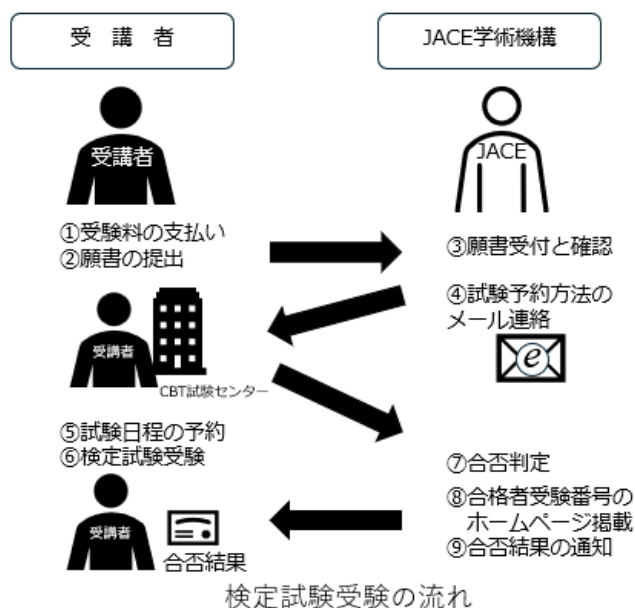 受 講 者
JACE学術機構
受講者
JACE
①受験料の支払い
②願書の提出
③願書受付と確認
④試験予約方法の
メール連絡
e
受講者
CBT試験センター
⑤試験日程の予約
⑥検定試験受験
⑦合否判定
⑧合格者受験番号の
ホームページ掲載
⑨合否結果の通知
受講者
合否結果
検定試験受験の流れ